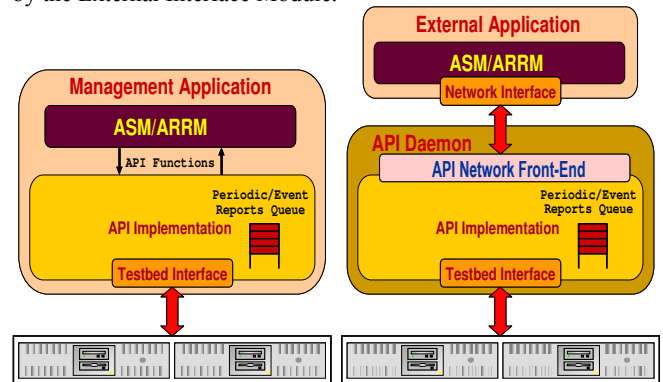 by the External Interface Module.
Management Application
ASM/ARRM
API Functions
Periodic/Event
Reports Queue
API Implementation
Testbed Interface
External Application
ASM/ARRM
Network Interface
API Daemon
API Network Front-End
Periodic/Event
Reports Queue
API Implementation
Testbed Interface